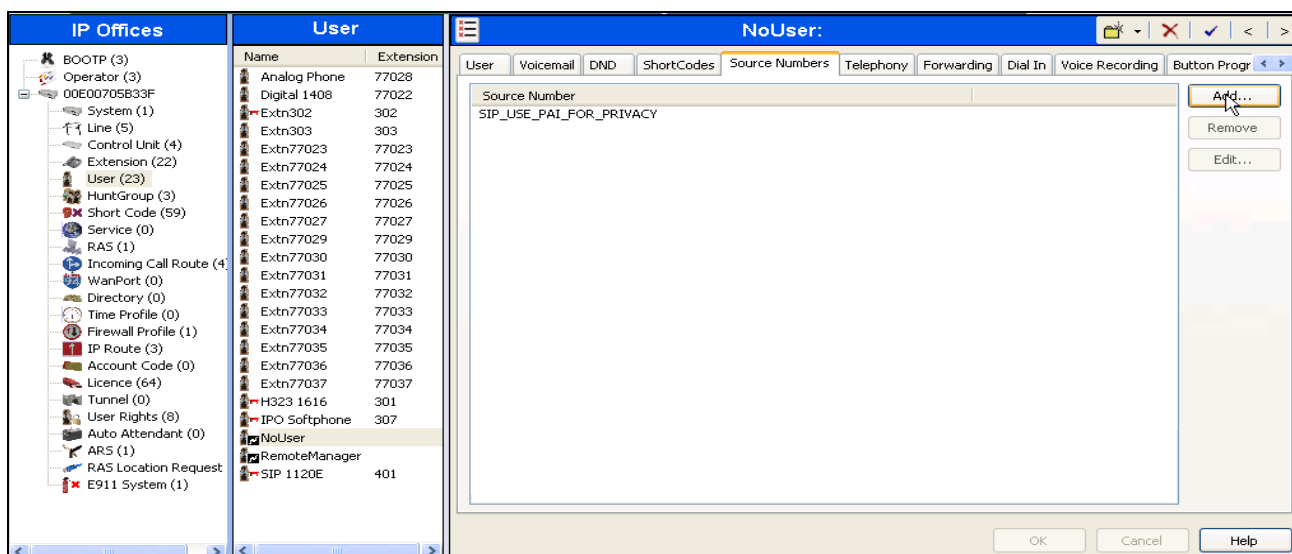 IP Offices
BOOTP (3)
Operator (3)
00E00705B33F
System (1)
Line (5)
Control Unit (4)
Extension (22)
User (23)
HuntGroup (3)
Short Code (59)
Service (0)
RAS (1)
Incoming Call Route (4
WanPort (0)
Directory (0)
Time Profile (0)
Firewall Profile (1)
IP Route (3)
Account Code (0)
Licence (64)
Tunnel (0)
User Rights (8)
Auto Attendant (0)
ARS (1)
RAS Location Request
E911 System (1)
User
Name Extension
Analog Phone 77028
Digital 1408 77022
Extn302 302
Extn303 303
Extn77023 77023
Extn77024 77024
Extn77025 77025
Extn77026 77026
Extn77027 77027
Extn77029 77029
Extn77030 77030
Extn77031 77031
Extn77032 77032
Extn77033 77033
Extn77034 77034
Extn77035 77035
Extn77036 77036
Extn77037 77037
H323 1616 301
IPO Softphone 307
NoUser
RemoteManager
SIP 1120E 401
NoUser:
User Voicemail DND ShortCodes Source Numbers Telephony Forwarding Dial In Voice Recording Button Progr
Source Number
SIP_USE_PAI_FOR_PRIVACY
Add...
Remove
Edit...
OK Cancel Help